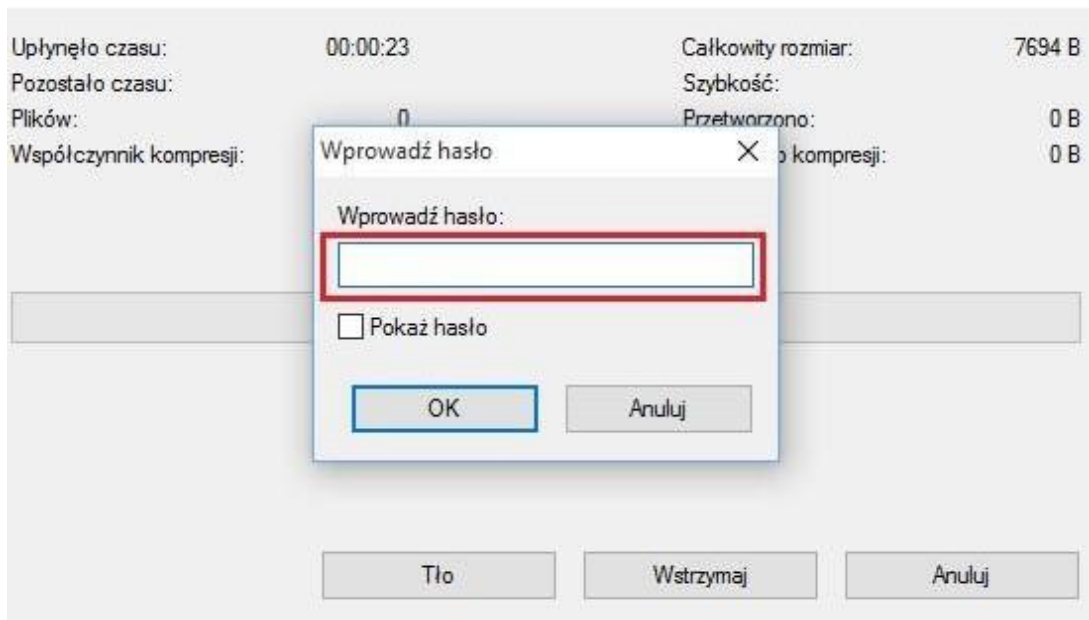 Upłynęło czasu: 00:00:23 Całkowity rozmiar: 7694 B
Pozostało czasu: Szybkość:
Plików: 0 Przetworzono: 0 B
Współczynnik kompresji: kompresji: 0 B
Wprowadź hasło
Wprowadź hasło:
Pokaż hasło
OK Anuluj
Tło Wstrzymaj Anuluj